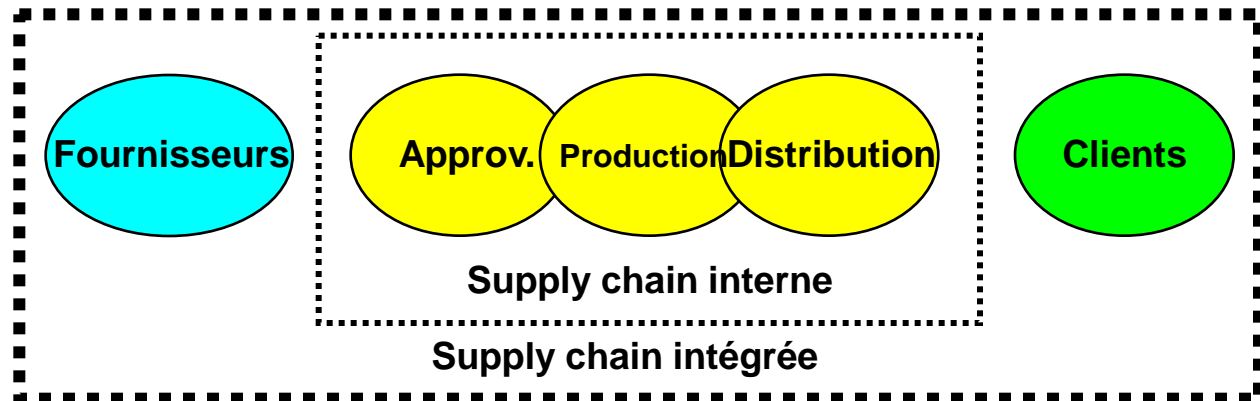 Fournisseurs Approv. Production Distribution Clients
Supply chain interne
Supply chain intégrée